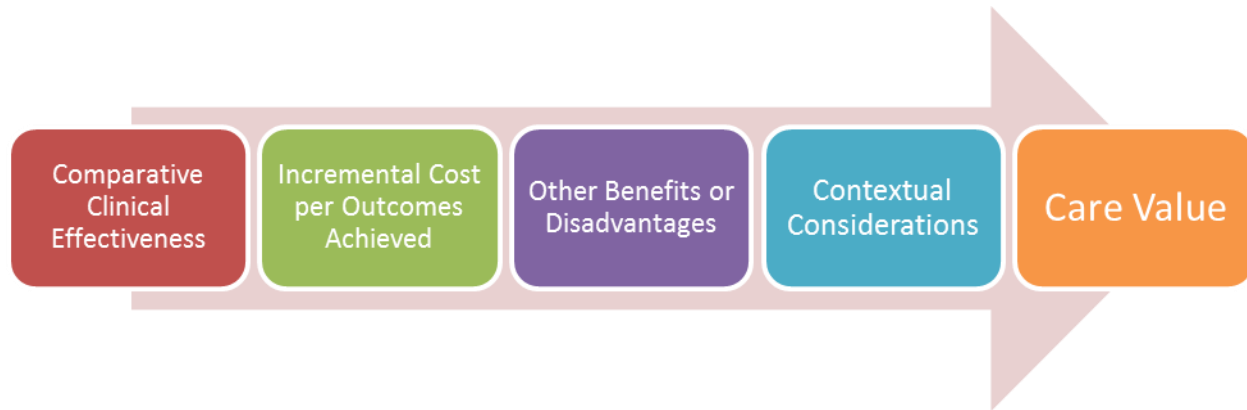 Comparative
Clinical
Effectiveness
Incremental Cost
per Outcomes
Achieved
Other Benefits or
Disadvantages
Contextual
Considerations
Care Value